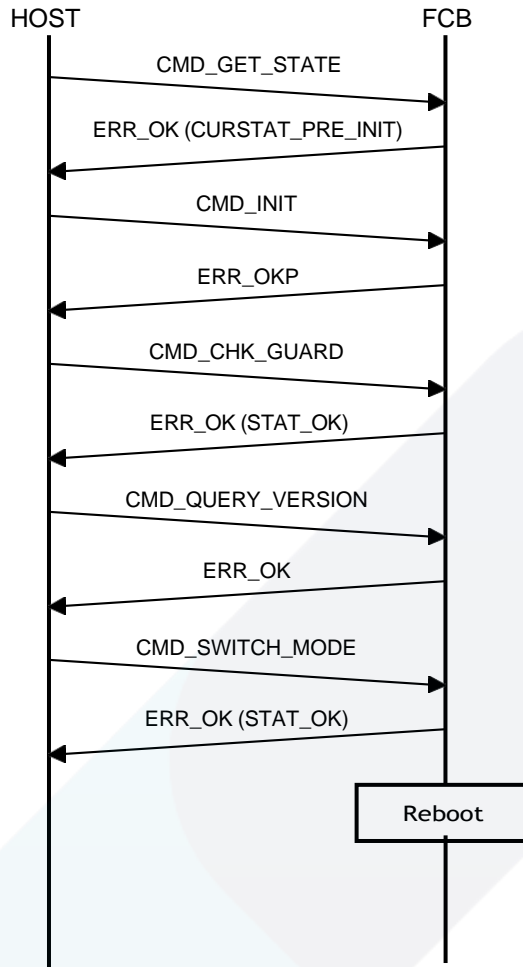 HOST
FCB
CMD_GET_STATE
ERR_OK (CURSTAT_PRE_INIT)
CMD_INIT
ERR_OKP
CMD_CHK_GUARD
ERR_OK (STAT_OK)
CMD_QUERY_VERSION
ERR_OK
CMD_SWITCH_MODE
ERR_OK (STAT_OK)
Reboot